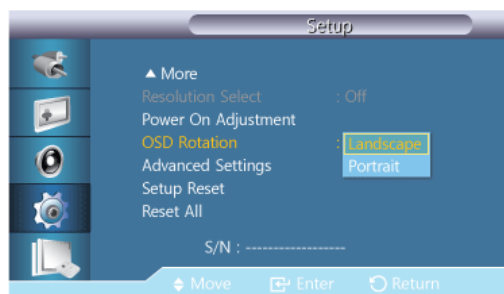 Setup
▲ More
Resolution Select : Off
Power On Adjustment
OSD Rotation : Landscape
Portrait
Advanced Settings
Setup Reset
Reset All
S/N : ------------------
Move Enter Return